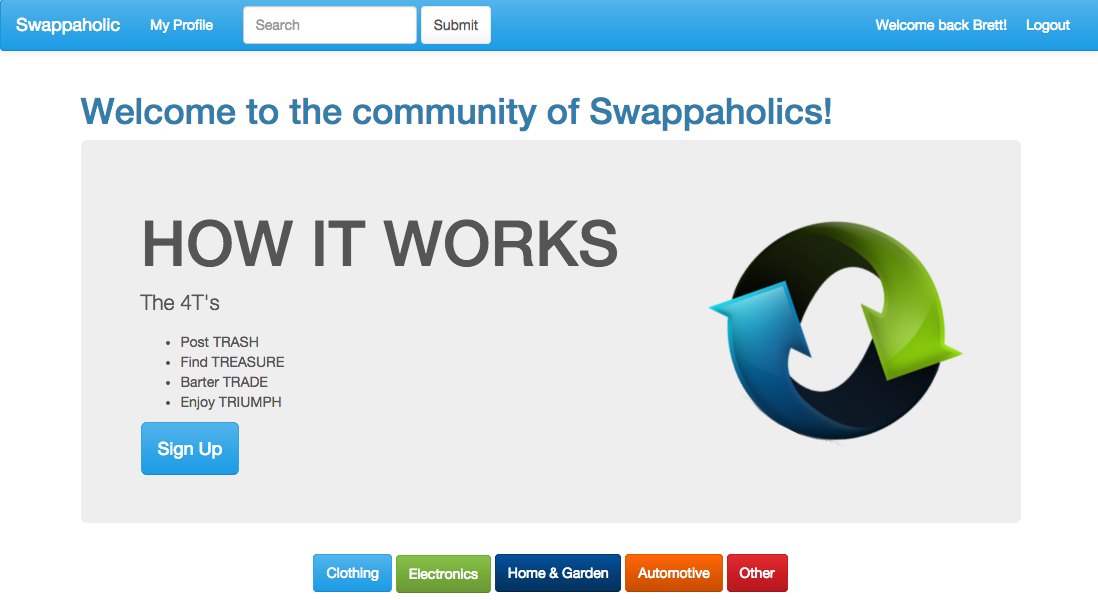 Swappaholic My Profile Search Submit Welcome back Brett! Logout
Welcome to the community of Swappaholics!
HOW IT WORKS
The 4T's
Post TRASH
Find TREASURE
Barter TRADE
Enjoy TRIUMPH
Sign Up
Clothing Electronics Home & Garden Automotive Other